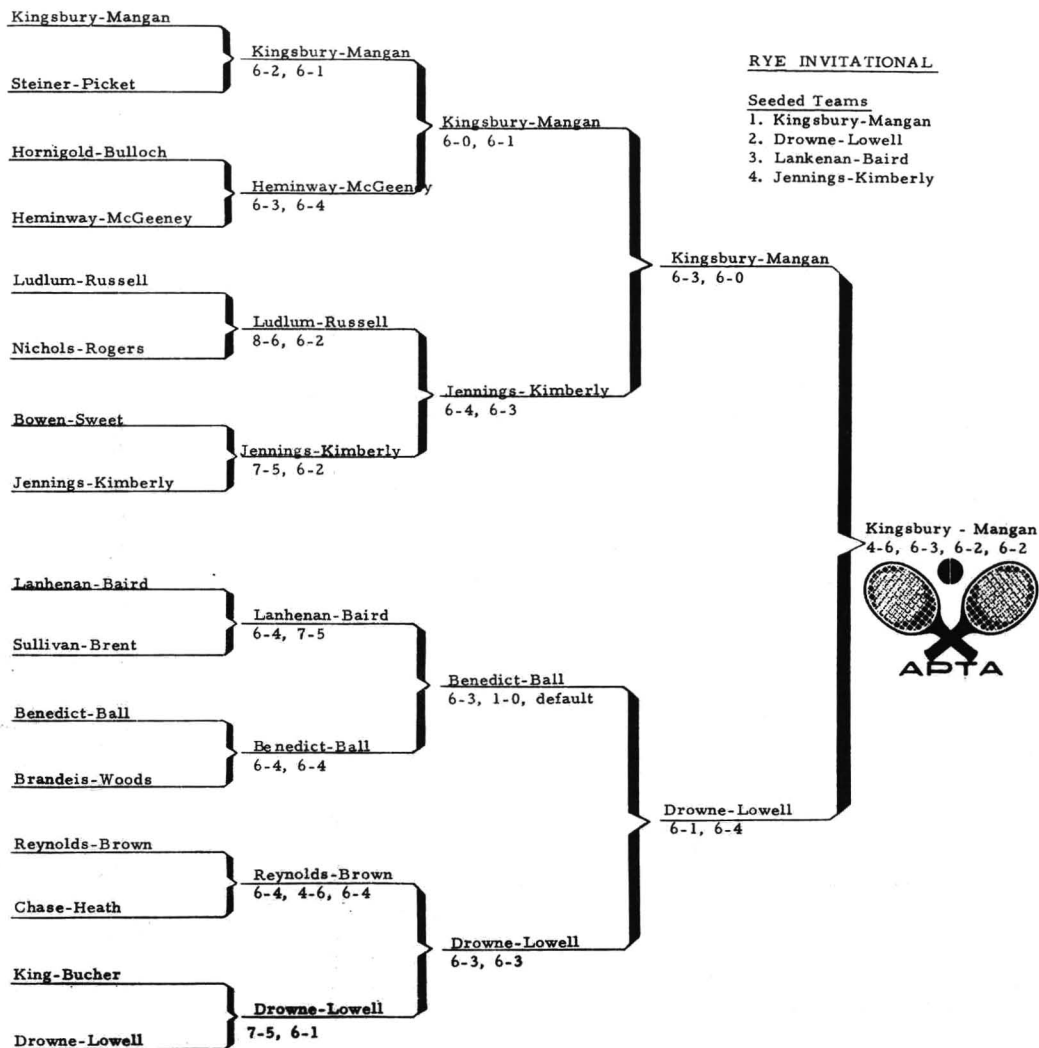 RYE INVITATIONAL
Seeded Teams
1. Kingsbury-Mangan
2. Drowne-Lowell
3. Lankenan-Baird
4. Jennings-Kimberly
Kingsbury-Mangan
Steiner-Picket
Hornigold-Bulloch
Heminway-McGeeney
Ludlum-Russell
Nichols-Rogers
Bowen-Sweet
Jennings-Kimberly
Lanhenan-Baird
Sullivan-Brent
Benedict-Ball
Brandeis-Woods
Reynolds-Brown
Chase-Heath
King-Bucher
Drowne-Lowell
Kingsbury-Mangan
6-2, 6-1
Heminway-McGeeney
6-3, 6-4
Ludlum-Russell
8-6, 6-2
Jennings-Kimberly
7-5, 6-2
Lanhenan-Baird
6-4, 7-5
Benedict-Ball
6-4, 6-4
Reynolds-Brown
6-4, 4-6, 6-4
Drowne-Lowell
7-5, 6-1
Kingsbury-Mangan
6-0, 6-1
Jennings-Kimberly
6-4, 6-3
Benedict-Ball
6-3, 1-0, default
Drowne-Lowell
6-3, 6-3
Kingsbury-Mangan
6-3, 6-0
Drowne-Lowell
6-1, 6-4
Kingsbury - Mangan
4-6, 6-3, 6-2, 6-2
APTA